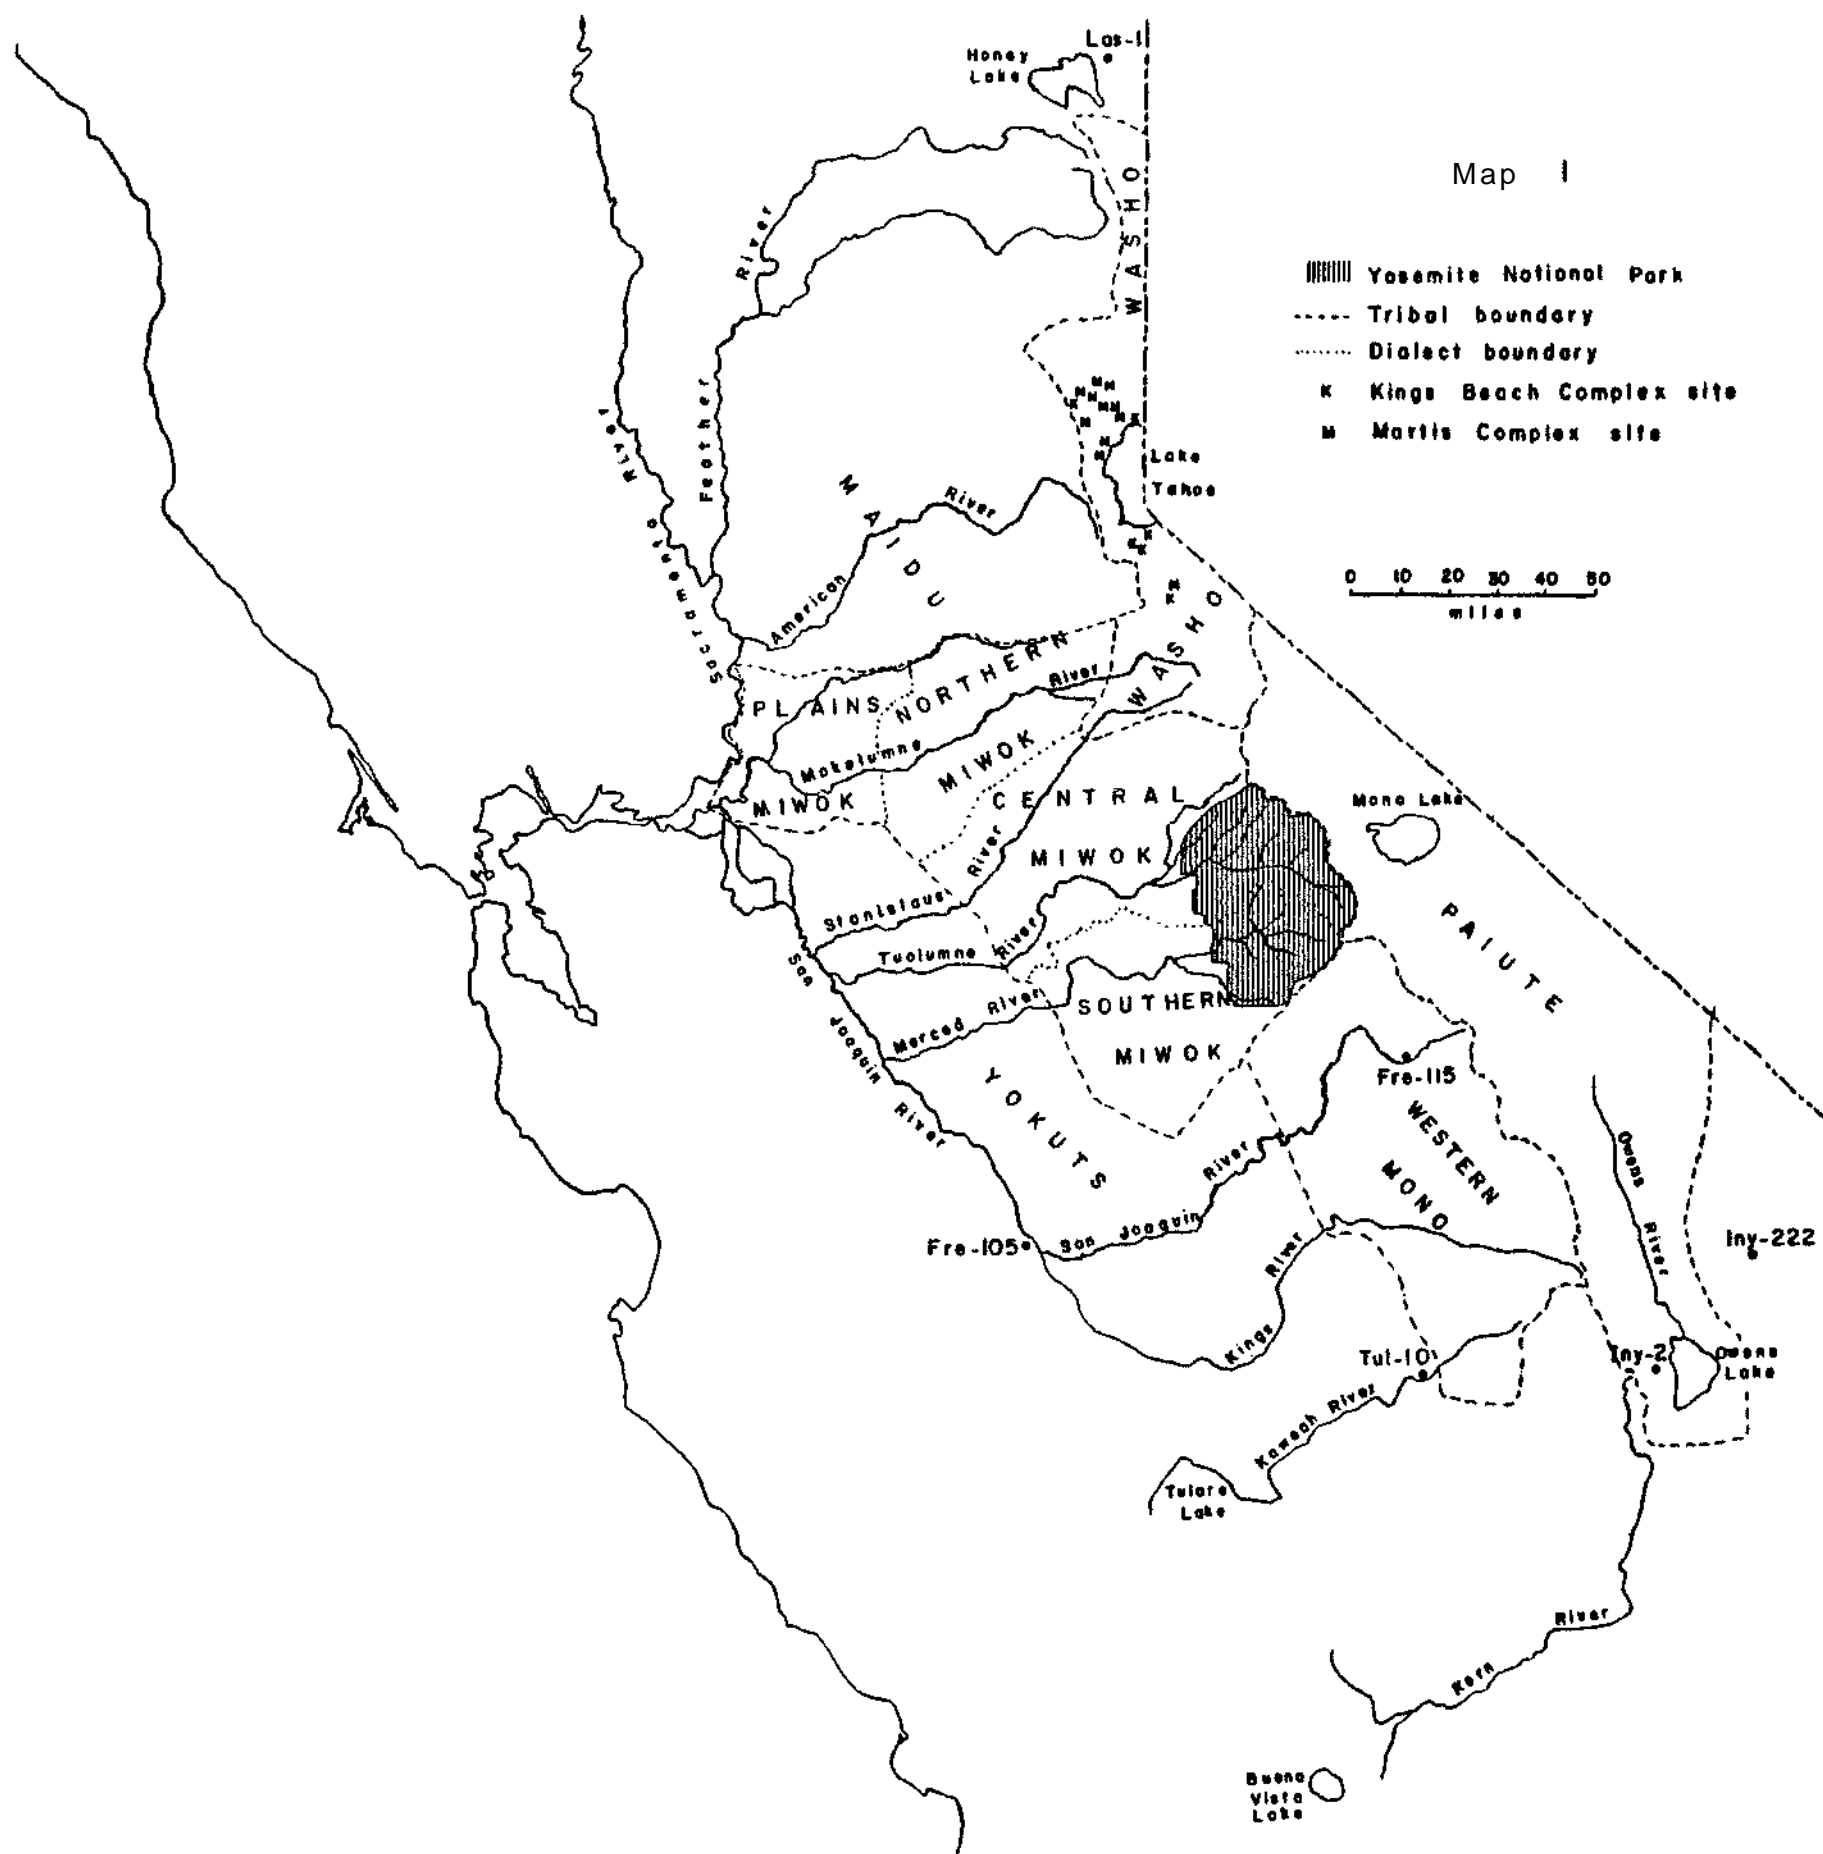 Las-1
Honey
Lake
Map 1
WASHO
River
Yosemite National Park
Tribal boundary
Dialect boundary
K Kings Beach Complex site
M Martis Complex site
M M
M M
K M M M
M M K
M
M
Feather
Sacramento River
Lake
Tahoe
MAIDU
River
American
K K
K
K K
0 10 20 30 40 50
miles
WASHO
PLAINS
NORTHERN
River
Mokelumne
MIWOK
MIWOK
CENTRAL
MIWOK
Mono Lake
River
Stanislaus
River
Tuolumne
PAIUTE
San Joaquin River
River
Merced
SOUTHERN
MIWOK
Fre-115
YOKUTS
WESTERN
MONO
Owens River
River
San Joaquin
Fre-105
Iny-222
River
Kings
Tul-10
Iny-2
Owens
Lake
Kaweah River
Tulare
Lake
River
Kern
Buena
Vista
Lake